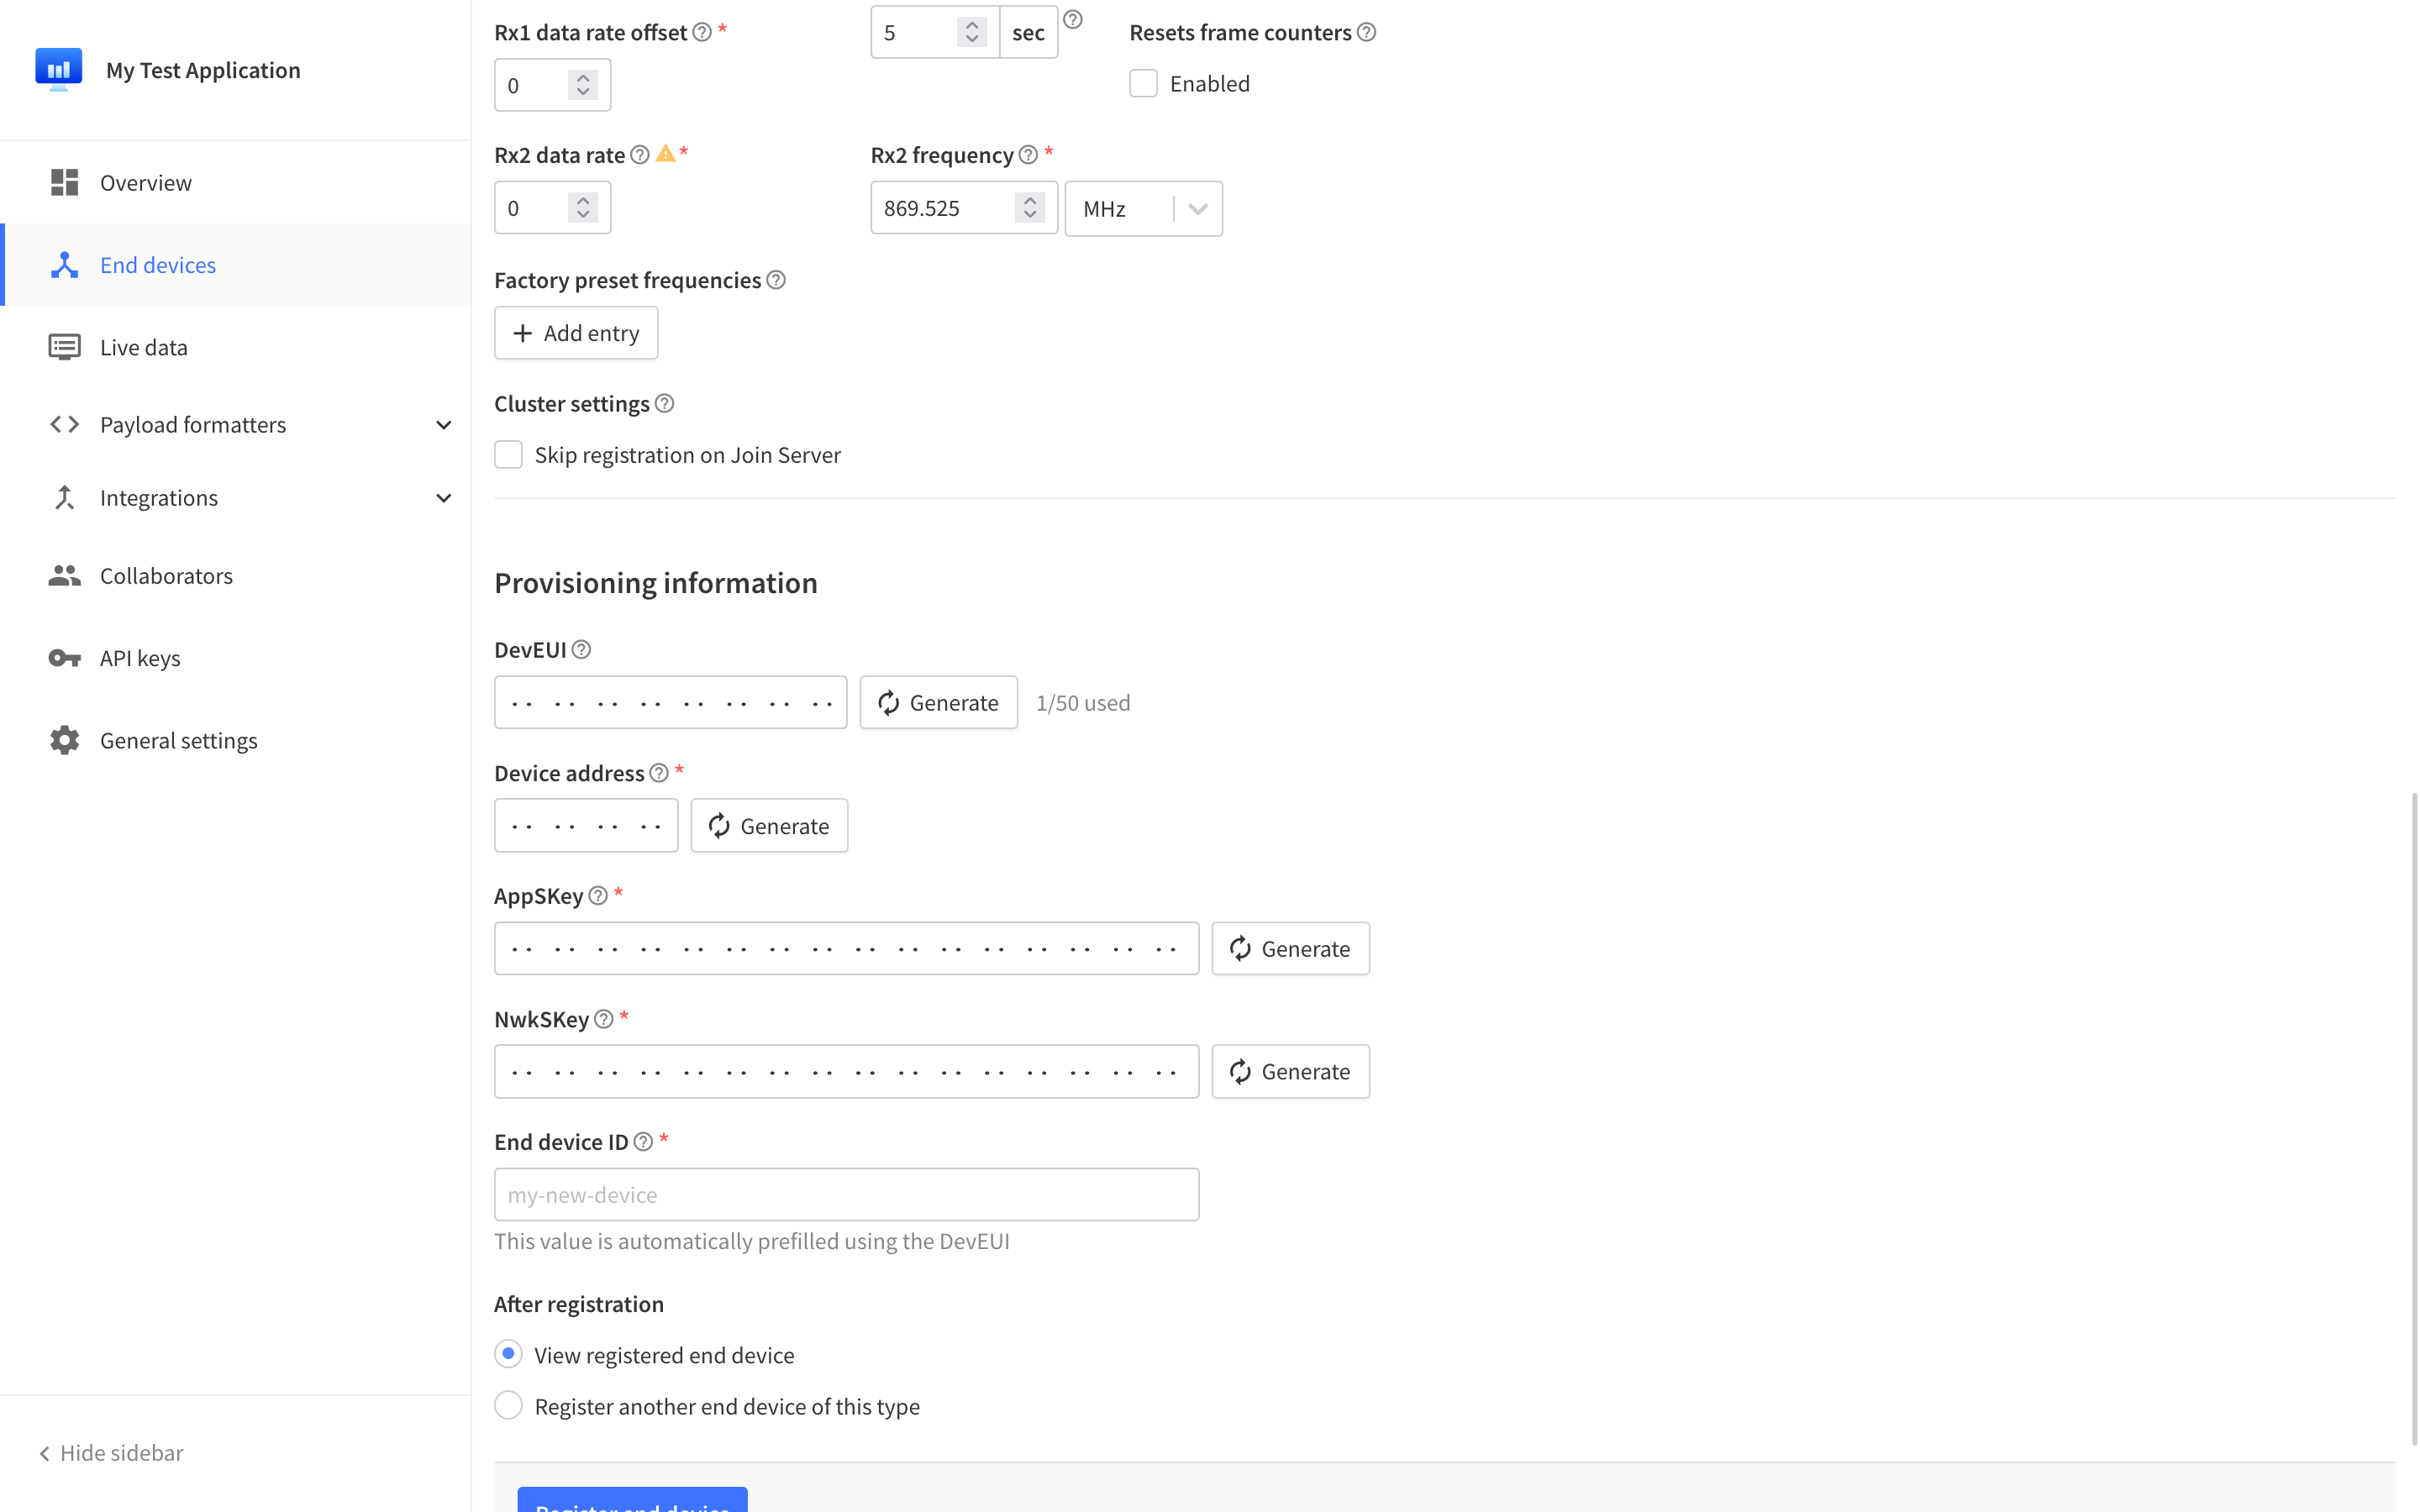 My Test Application
Overview
End devices
Live data
Payload formatters
Integrations
Collaborators
API keys
General settings
Hide sidebar
Rx1 data rate offset *
5 sec
Resets frame counters
0
Enabled
Rx2 data rate *
Rx2 frequency *
0
869.525 MHz
Factory preset frequencies
+ Add entry
Cluster settings
Skip registration on Join Server
Provisioning information
DevEUI
·· ·· ·· ·· ·· ·· ·· ·· Generate 1/50 used
Device address *
·· ·· ·· ·· Generate
AppSKey *
·· ·· ·· ·· ·· ·· ·· ·· ·· ·· ·· ·· ·· ·· ·· ·· Generate
NwkSKey *
·· ·· ·· ·· ·· ·· ·· ·· ·· ·· ·· ·· ·· ·· ·· ·· Generate
End device ID *
my-new-device
This value is automatically prefilled using the DevEUI
After registration
View registered end device
Register another end device of this type
Register end device